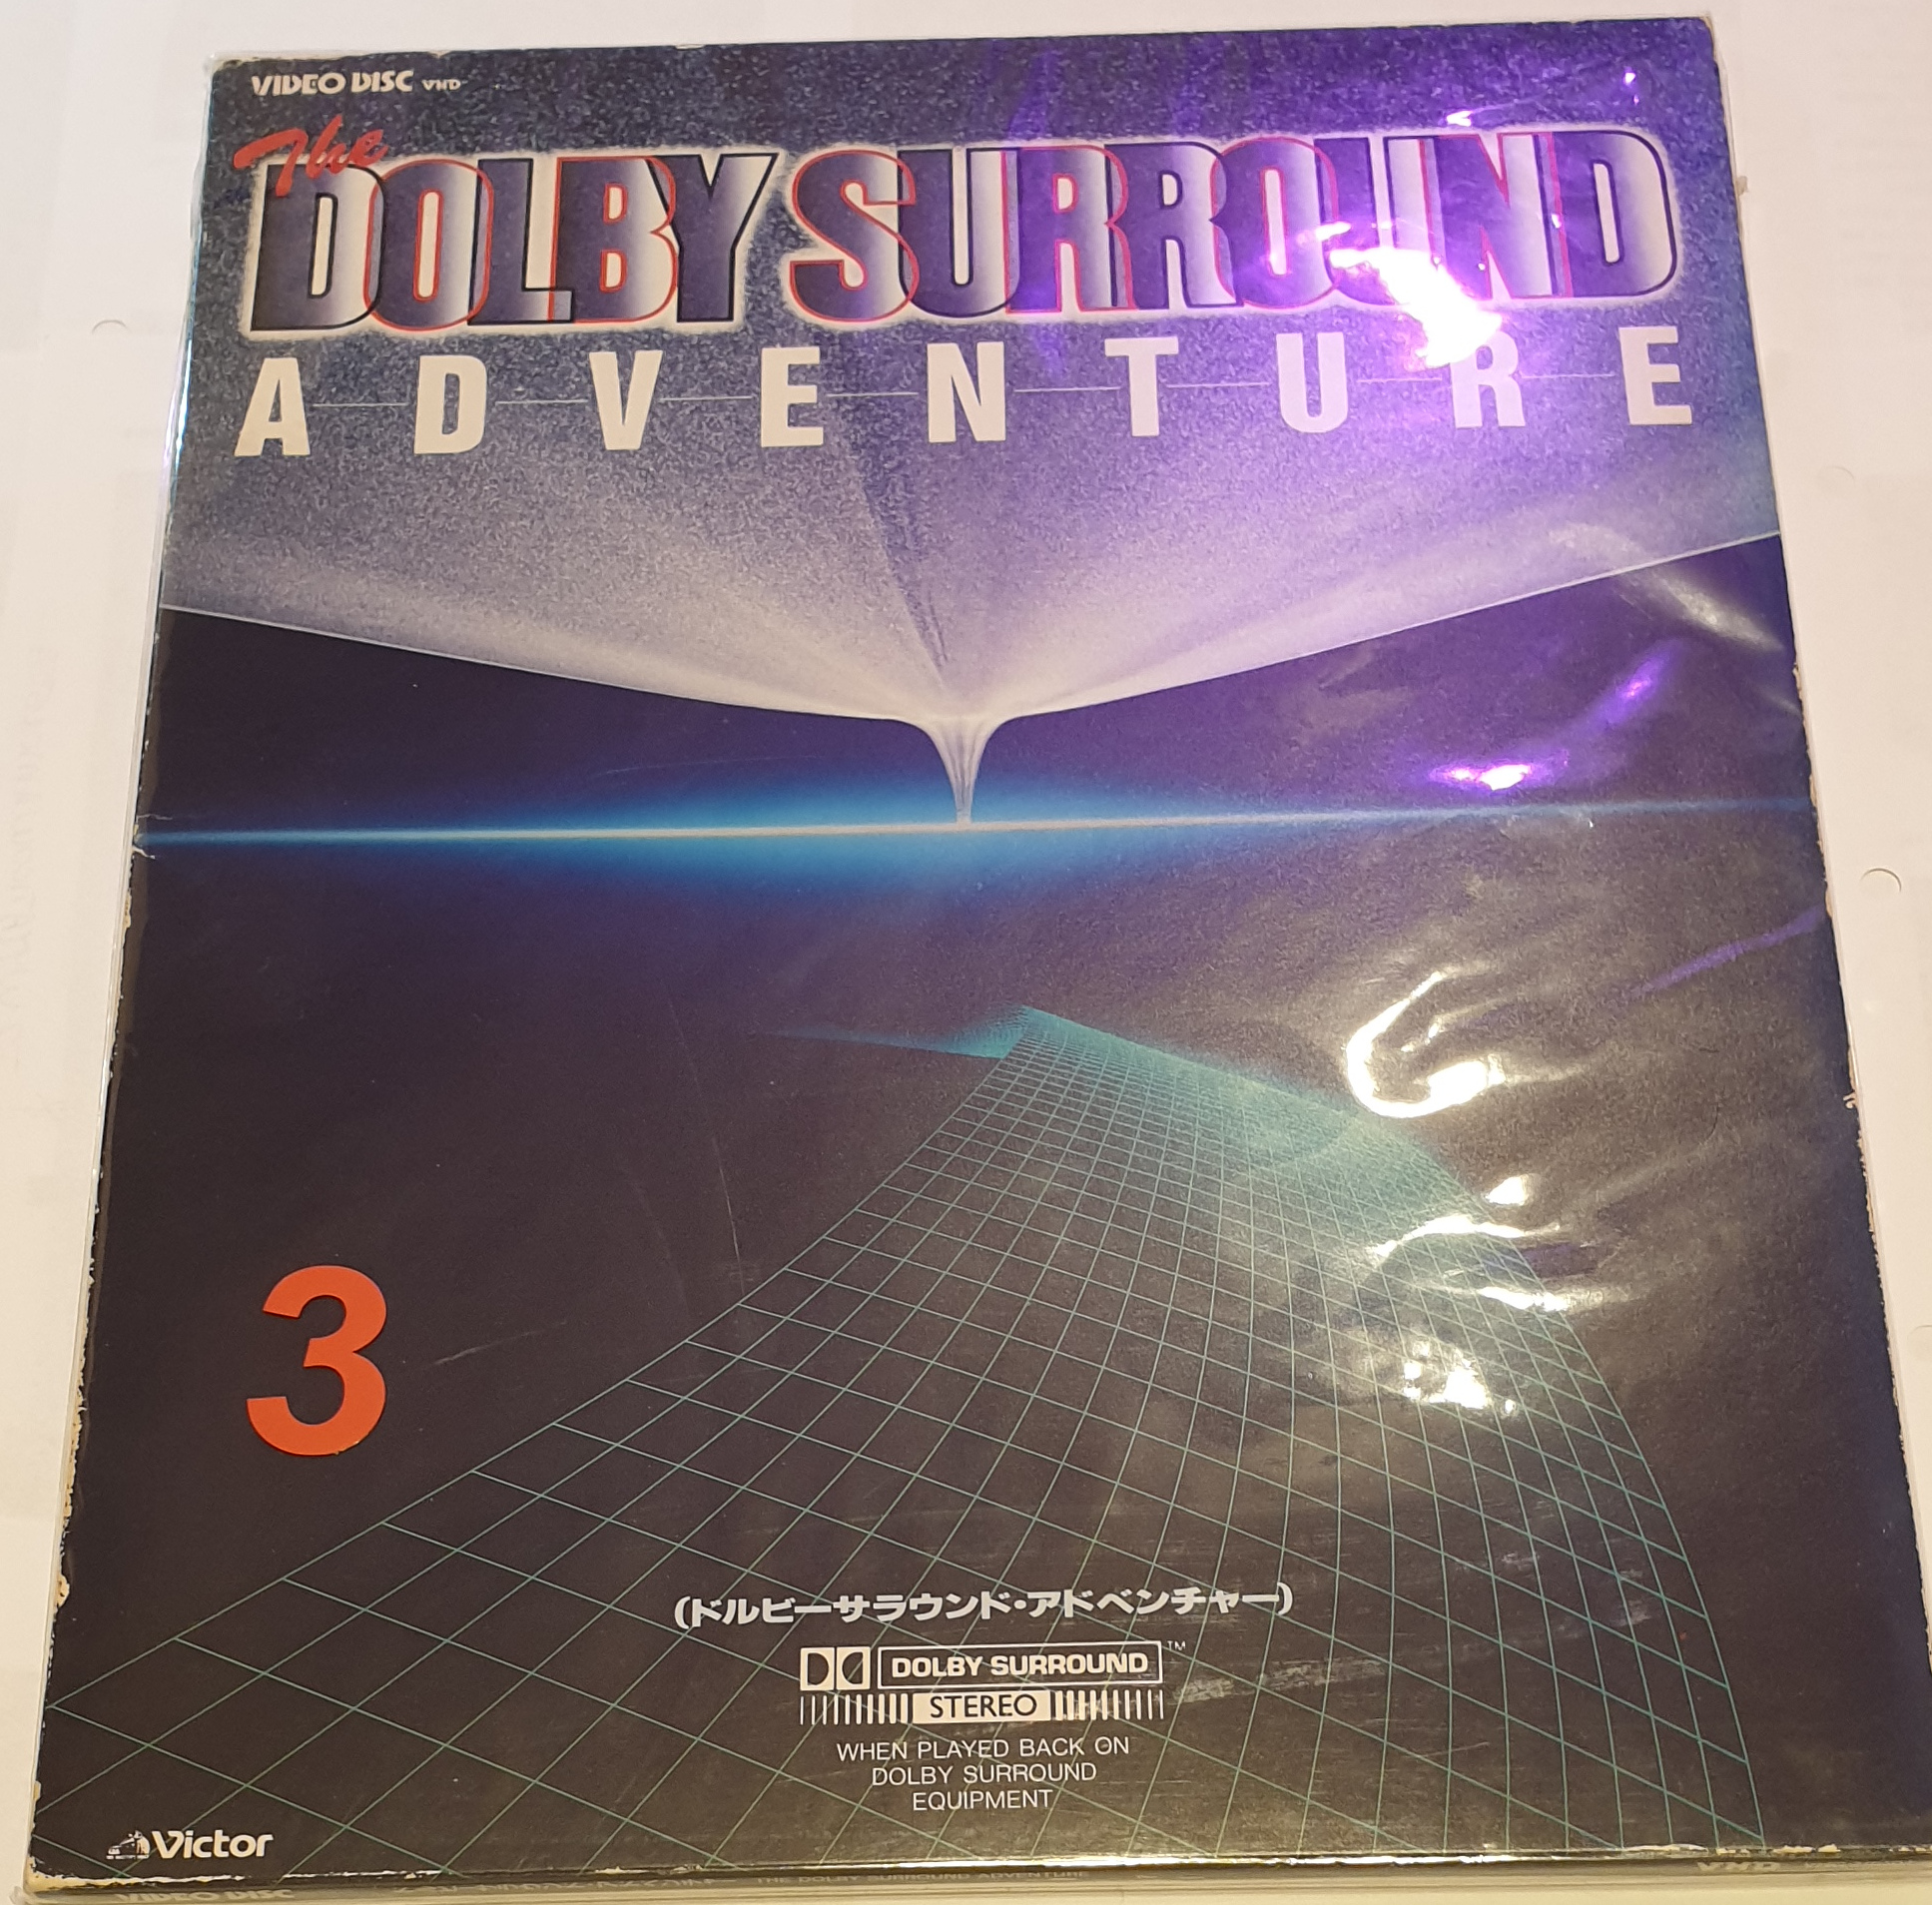 VIDEO DISC VHD
The
DOLBY SURROUND
ADVENTURE
3
(ドルビーサラウンド・アドベンチャー)
DOLBY SURROUND™
STEREO
WHEN PLAYED BACK ON
DOLBY SURROUND
EQUIPMENT
Victor
VIDEO DISC THE DOLBY SURROUND ADVENTURE VHD